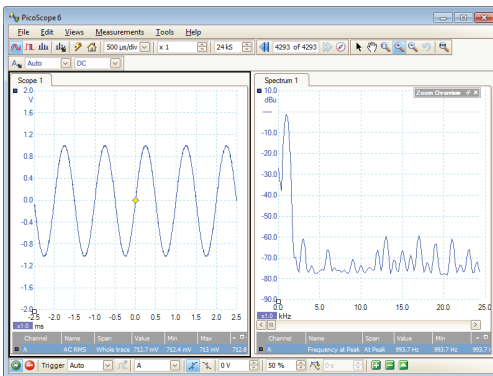 PicoScope 6
File Edit Views Measurements Tools Help
500 µs/div x 1 24 kS 4293 of 4293
A Auto DC
Scope 1
2.0
V
1.6
1.2
0.8
0.4
0.0
-0.4
-0.8
-1.2
-1.6
-2.0
-2.5 -2.0 -1.5 -1.0 -0.5 0.0 0.5 1.0 1.5 2.0 2.5
x1.0 ms
Channel Name Span Value Min Max
A AC RMS Whole trace 712.7 mV 712.4 mV 713 mV 712.8
Spectrum 1
Zoom Overview
10.0
dBu
-10.0
-20.0
-30.0
-40.0
-50.0
-60.0
-70.0
-80.0
-90.0
0.0 5.0 10.0 15.0 20.0 25.0
x1.0 kHz
Channel Name Span Value Min
A Frequency at Peak At Peak 993.7 Hz 993.7 Hz
Trigger Auto A 0 V 50 % 0 s